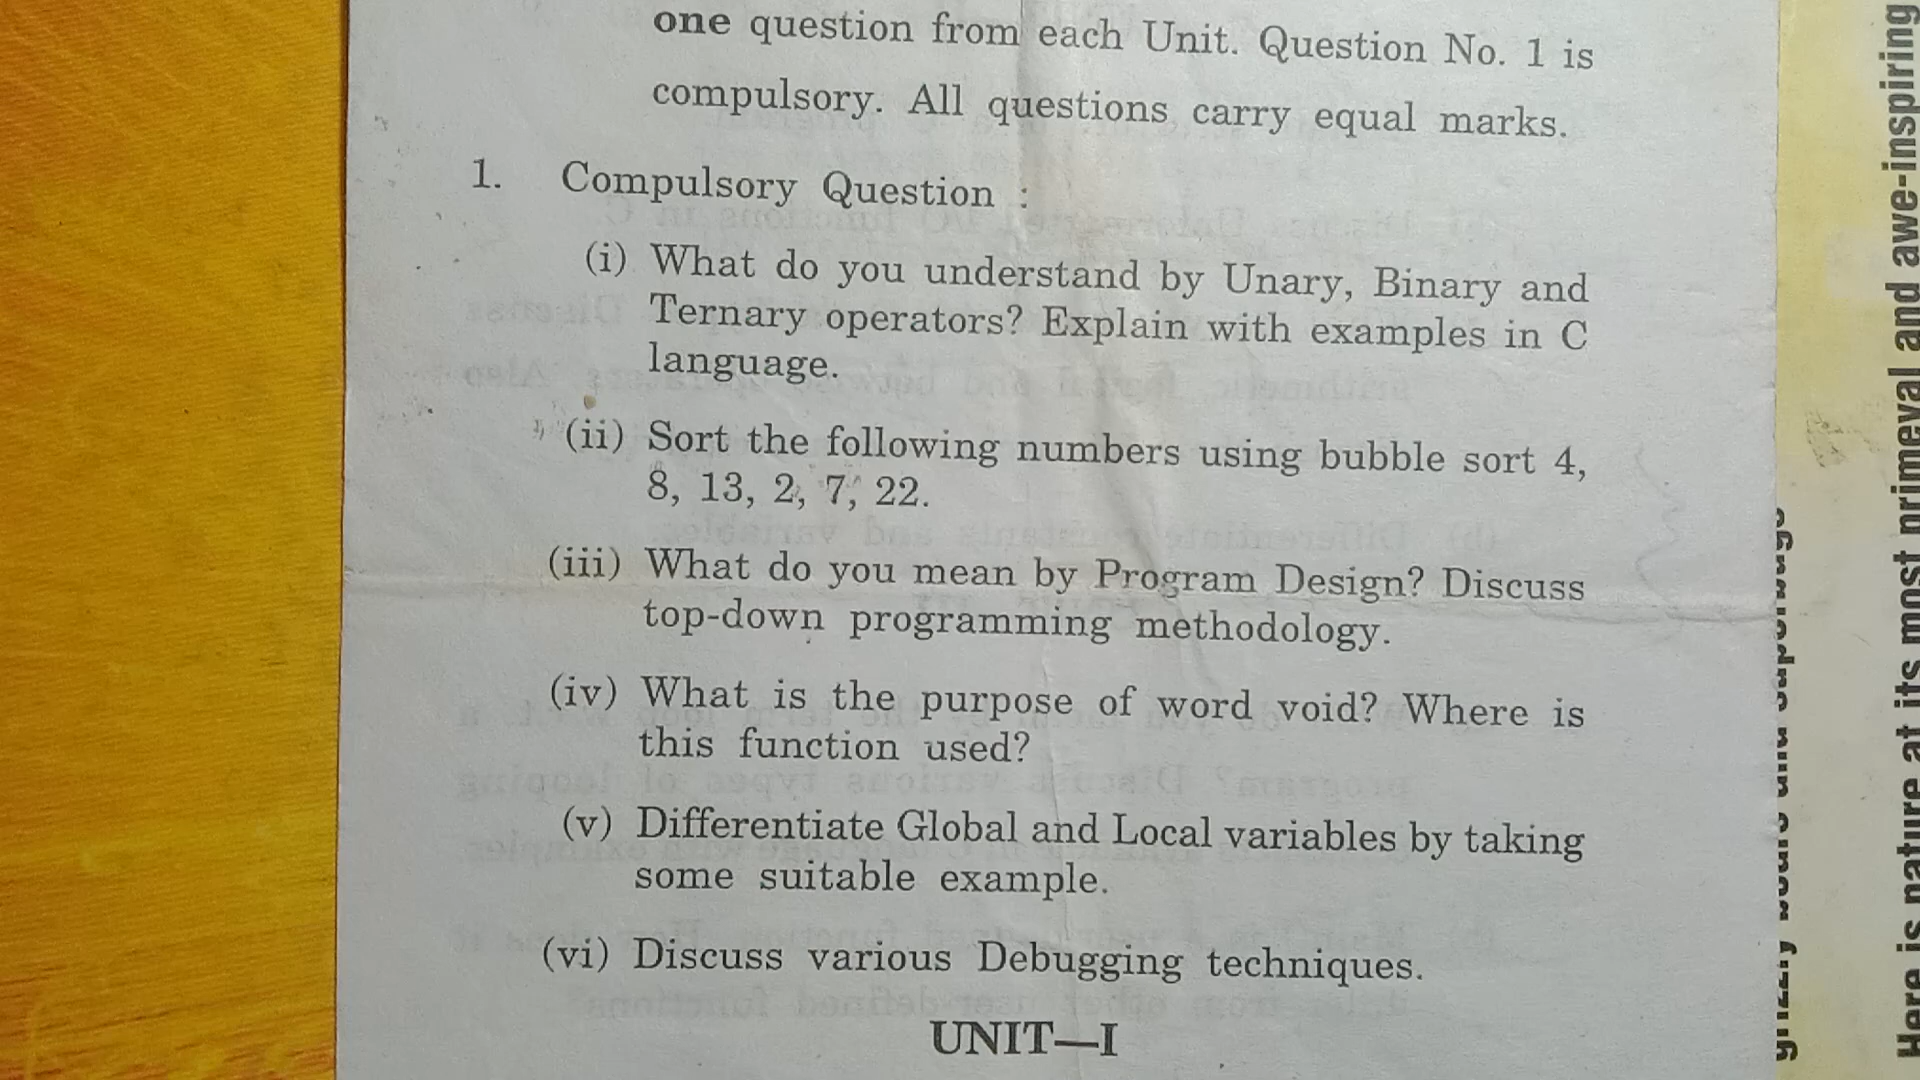 one question from each Unit. Question No. 1 is
compulsory. All questions carry equal marks.
1. Compulsory Question :
(i) What do you understand by Unary, Binary and
Ternary operators? Explain with examples in C
language.
(ii) Sort the following numbers using bubble sort 4,
8, 13, 2, 7, 22.
(iii) What do you mean by Program Design? Discuss
top-down programming methodology.
(iv) What is the purpose of word void? Where is
this function used?
(v) Differentiate Global and Local variables by taking
some suitable example.
(vi) Discuss various Debugging techniques.
UNIT—I
Here is nature at its most primeval and awe-inspiring